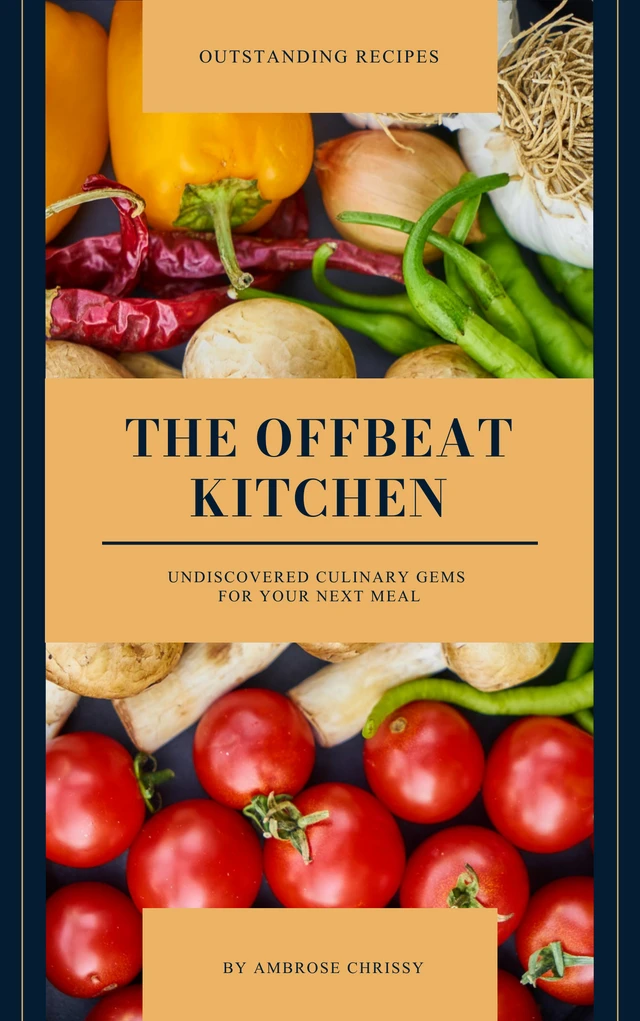 OUTSTANDING RECIPES
THE OFFBEAT
KITCHEN
UNDISCOVERED CULINARY GEMS
FOR YOUR NEXT MEAL
BY AMBROSE CHRISSY